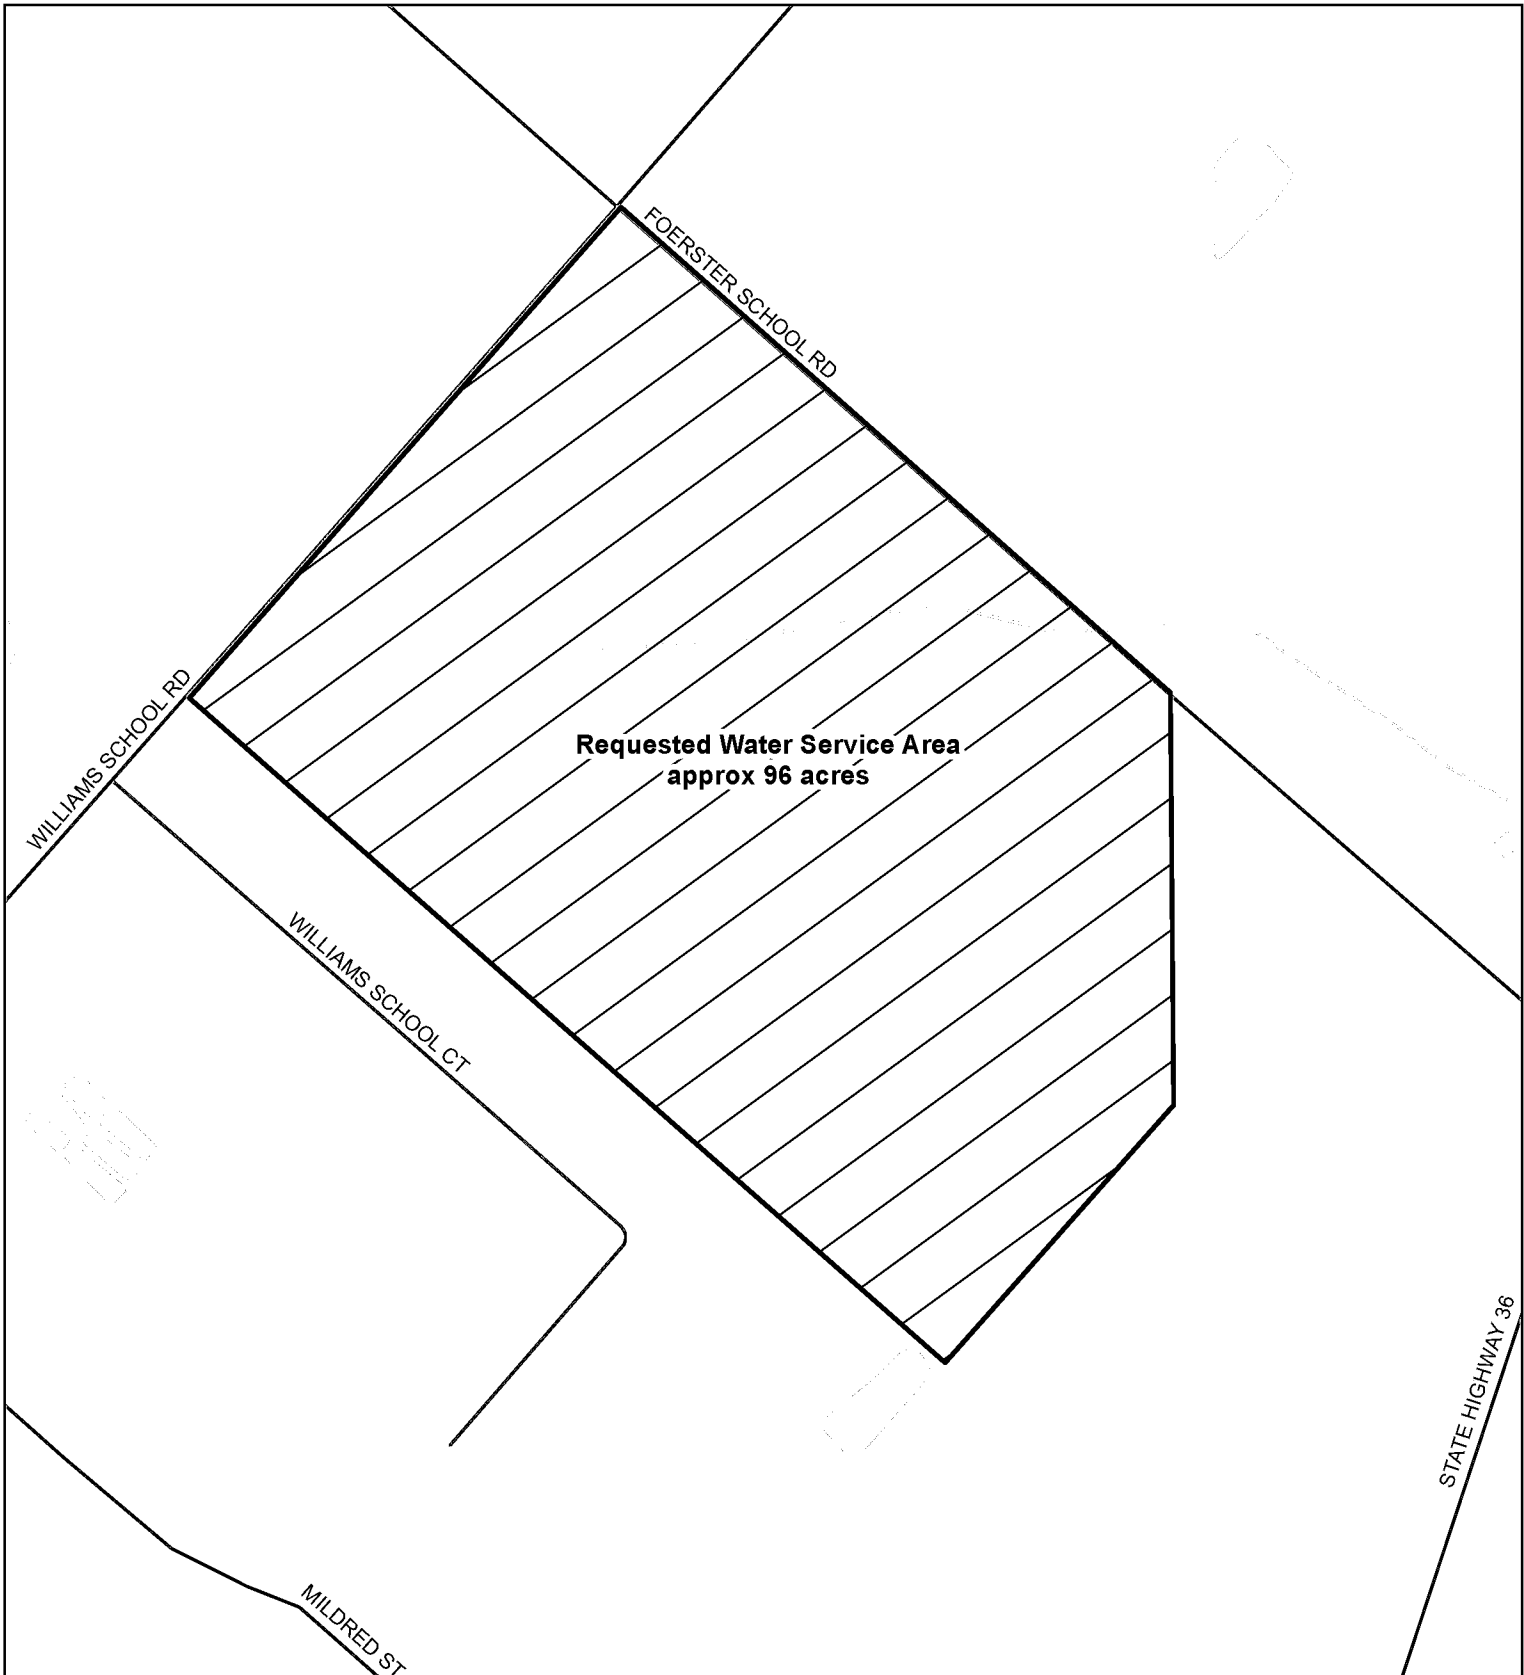 FOERSTER SCHOOL RD
WILLIAMS SCHOOL RD
Requested Water Service Area
approx 96 acres
WILLIAMS SCHOOL CT
STATE HIGHWAY 36
MILDRED ST